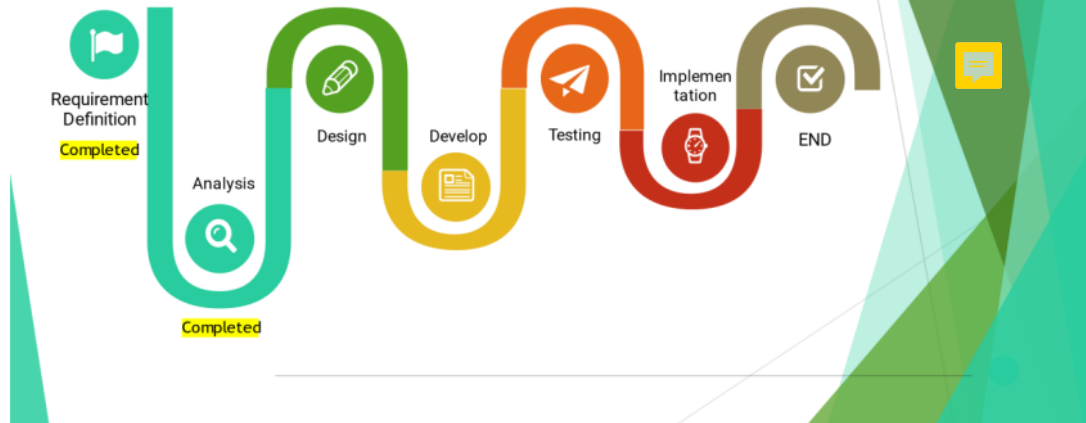 Requirement
Definition
Completed
Analysis
Completed
Design
Develop
Testing
Implemen
tation
END